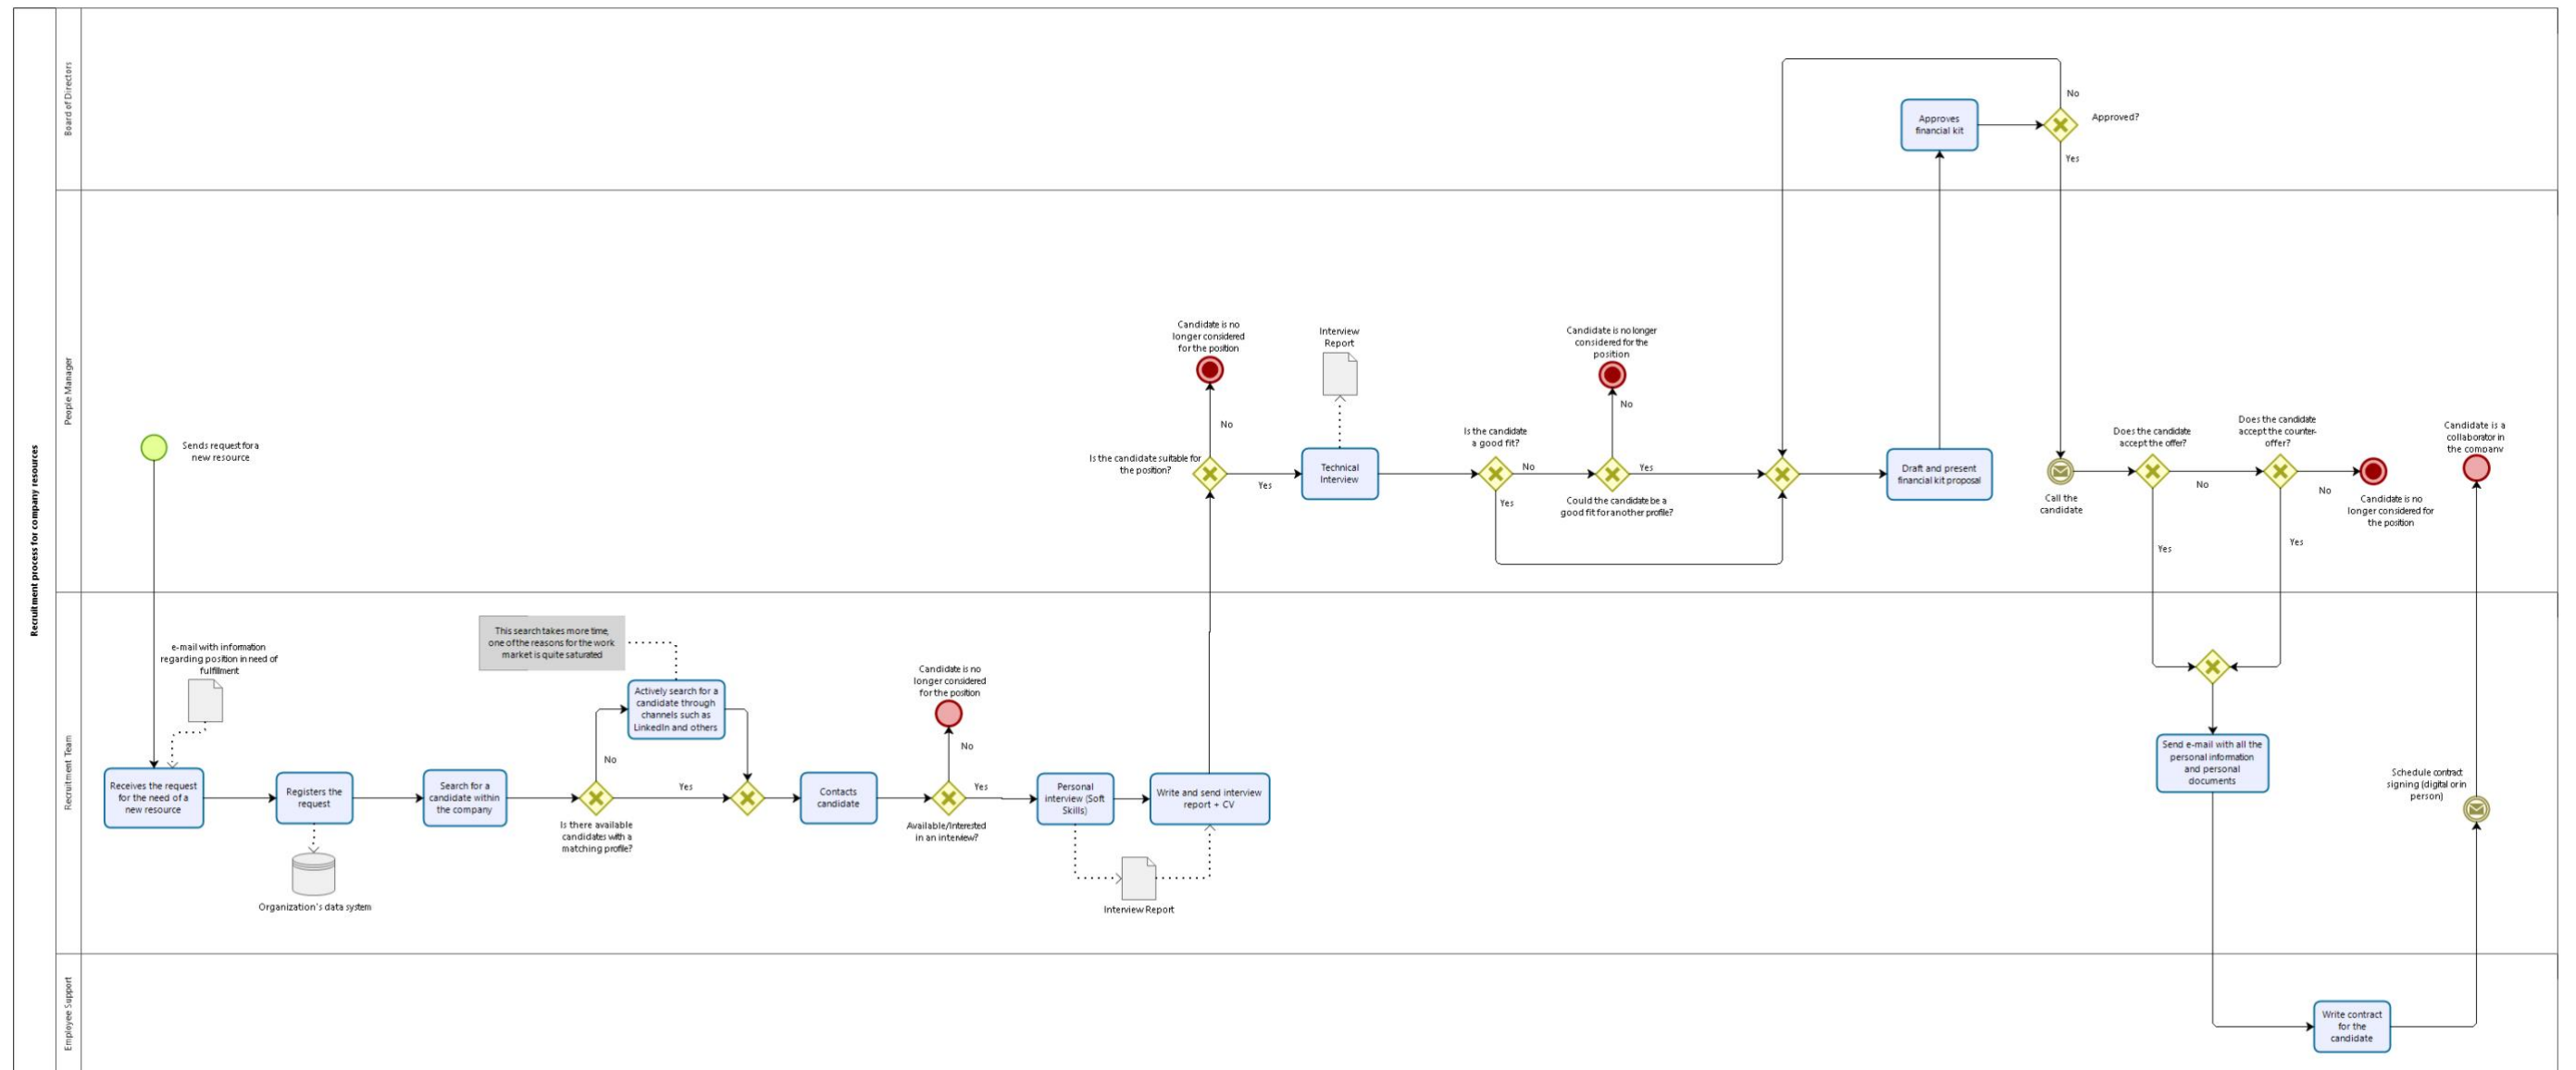 Recruitment process for company resources
Board of Directors
Approves
financial kit
No
Approved?
Yes
People Manager
Sends request for a
new resource
Candidate is no
longer considered
for the position
No
Is the candidate suitable for
the position?
Yes
Interview
Report
Technical
Interview
Is the candidate
a good fit?
No
Yes
Candidate is no longer
considered for the
position
No
Yes
Could the candidate be a
good fit for another profile?
Draft and present
financial kit proposal
Call the
candidate
Does the candidate
accept the offer?
No
Yes
Does the candidate
accept the counter-
offer?
No
Yes
Candidate is no
longer considered for
the position
Candidate is a
collaborator in
the company
Recruitment Team
e-mail with information
regarding position in need of
fulfillment
Receives the request
for the need of a
new resource
Registers the
request
Organization's data system
Search for a
candidate within
the company
This search takes more time,
one of the reasons for the work
market is quite saturated
Actively search for a
candidate through
channels such as
LinkedIn and others
No
Yes
Is there available
candidates with a
matching profile?
Contacts
candidate
Candidate is no
longer considered
for the position
No
Yes
Available/Interested
in an interview?
Personal
interview (Soft
Skills)
Write and send interview
report + CV
Interview Report
Send e-mail with all the
personal information
and personal
documents
Schedule contract
signing (digital or in
person)
Employee Support
Write contract
for the
candidate